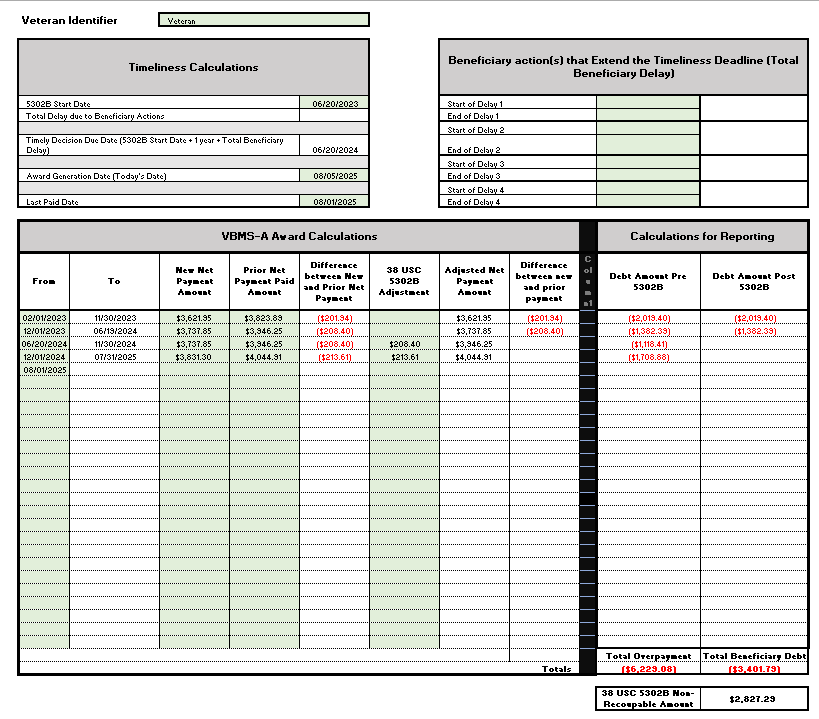 Veteran Identifier Veteran
Timeliness Calculations
5302B Start Date 06/20/2023
Total Delay due to Beneficiary Actions
Timely Decision Due Date (5302B Start Date + 1 year + Total Beneficiary
Delay) 06/20/2024
Award Generation Date (Today's Date) 08/05/2025
Last Paid Date 08/01/2025
Beneficiary action(s) that Extend the Timeliness Deadline (Total
Beneficiary Delay)
Start of Delay 1
End of Delay 1
Start of Delay 2
End of Delay 2
Start of Delay 3
End of Delay 3
Start of Delay 4
End of Delay 4
VBMS-A Award Calculations
Calculations for Reporting
From
To
New Net
Payment
Amount
Prior Net
Payment Paid
Amount
Difference
between New
and Prior Net
Payment
38 USC
5302B
Adjustment
Adjusted Net
Payment
Amount
Difference
between new
and prior
payment
C
ol
u
m
n1
Debt Amount Pre
5302B
Debt Amount Post
5302B
02/01/2023 11/30/2023 $3,621.95 $3,823.89 ($201.94) $3,621.95 ($201.94) ($2,019.40) ($2,019.40)
12/01/2023 06/19/2024 $3,737.85 $3,946.25 ($208.40) $3,737.85 ($208.40) ($1,382.39) ($1,382.39)
06/20/2024 11/30/2024 $3,737.85 $3,946.25 ($208.40) $208.40 $3,946.25 ($1,118.41)
12/01/2024 07/31/2025 $3,831.30 $4,044.91 ($213.61) $213.61 $4,044.91 ($1,708.88)
08/01/2025
Total Overpayment Total Beneficiary Debt
Totals ($6,229.08) ($3,401.79)
38 USC 5302B Non-
Recoupable Amount $2,827.29